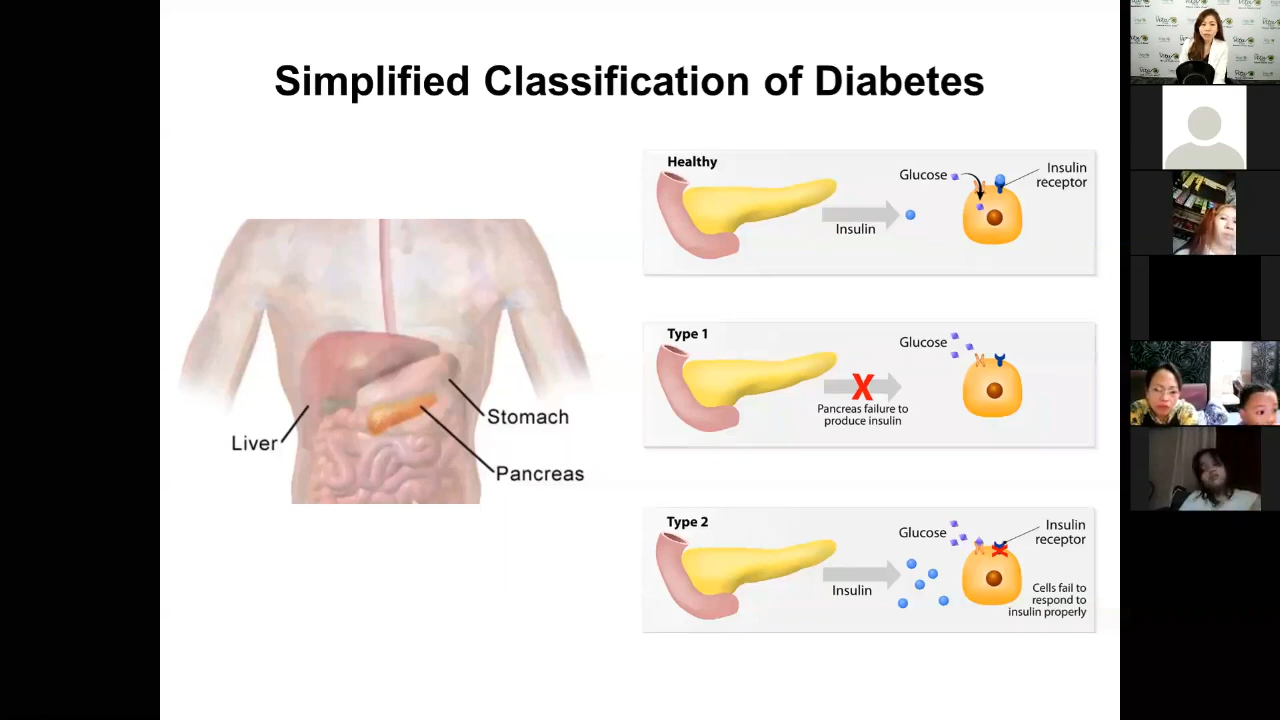 Simplified Classification of Diabetes
Liver
Stomach
Pancreas
Healthy
Glucose
Insulin
receptor
Insulin
Type 1
Glucose
X
Pancreas failure to
produce insulin
Type 2
Glucose
Insulin
receptor
Insulin
Cells fail to
respond to
insulin properly